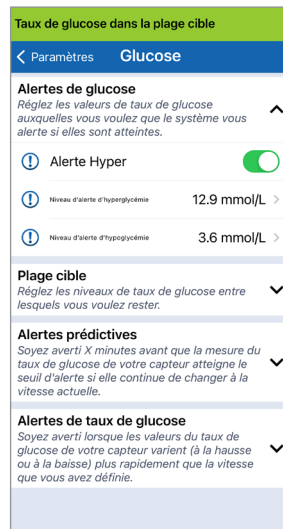 Taux de glucose dans la plage cible
Paramètres Glucose
Alertes de glucose
Réglez les valeurs de taux de glucose
auxquelles vous voulez que le système vous
alerte si elles sont atteintes.
Alerte Hyper
Niveau d'alerte d'hyperglycémie 12.9 mmol/L
Niveau d'alerte d'hypoglycémie 3.6 mmol/L
Plage cible
Réglez les niveaux de taux de glucose entre
lesquels vous voulez rester.
Alertes prédictives
Soyez averti X minutes avant que la mesure du
taux de glucose de votre capteur atteigne le
seuil d'alerte si elle continue de changer à la
vitesse actuelle.
Alertes de taux de glucose
Soyez averti lorsque les valeurs du taux de
glucose de votre capteur varient (à la hausse
ou à la baisse) plus rapidement que la vitesse
que vous avez définie.